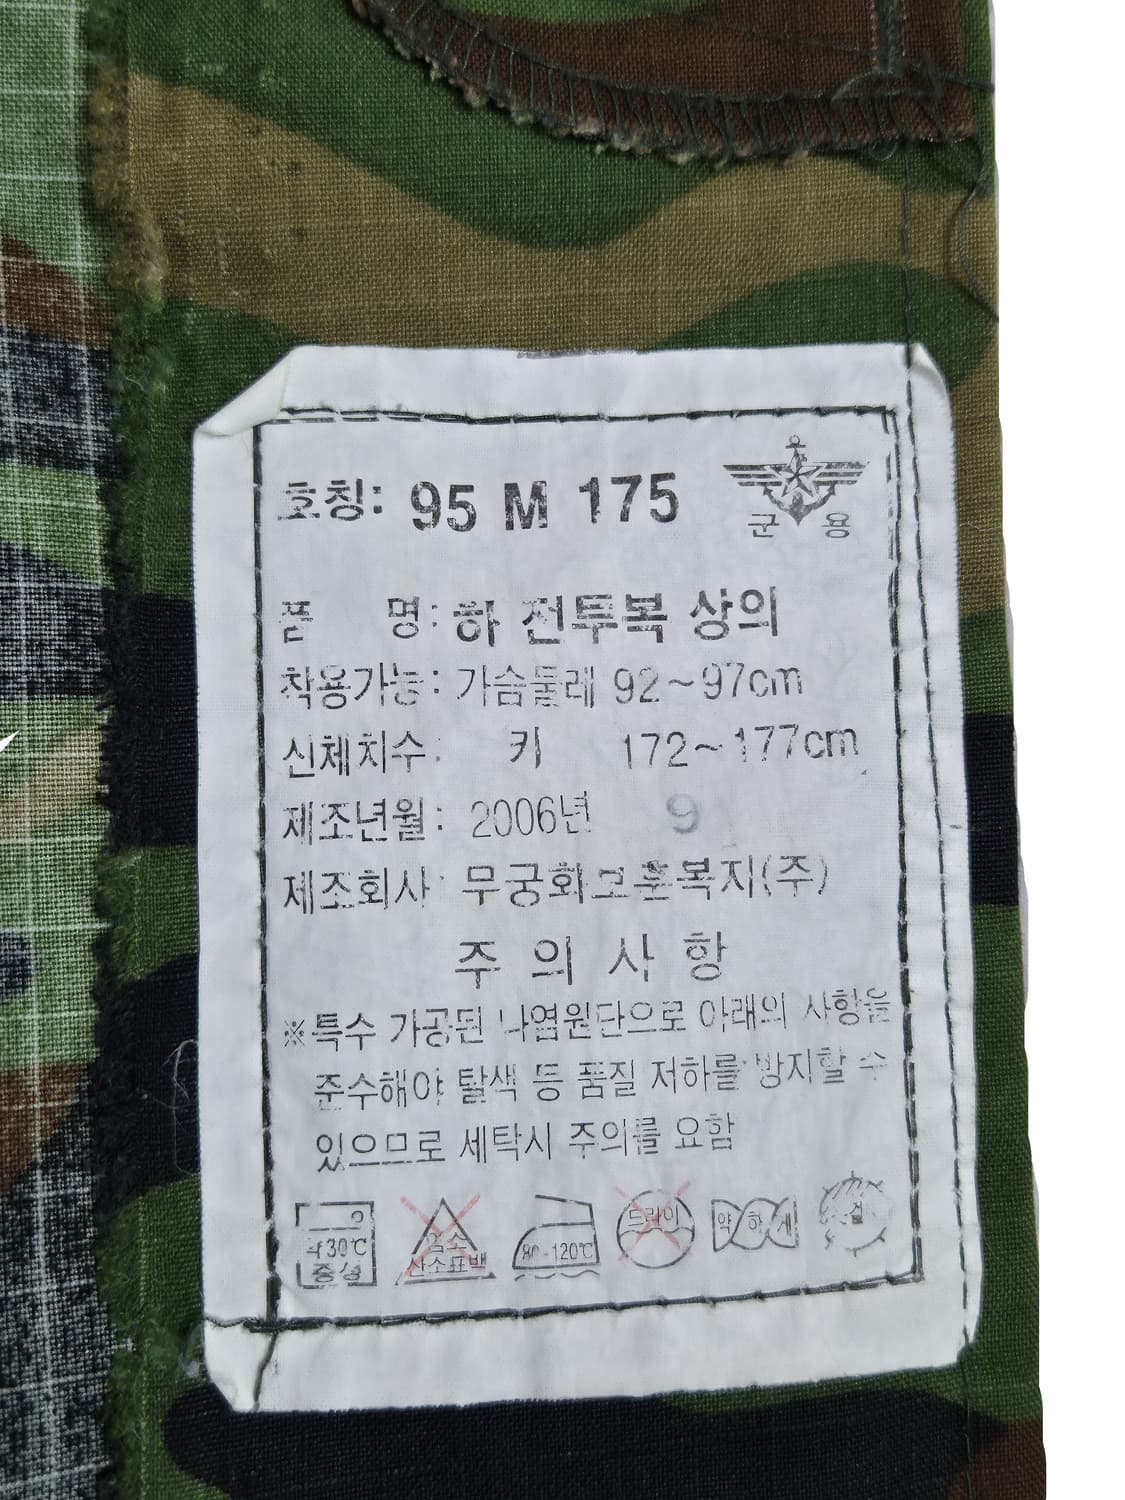 호칭: 95 M 175
군 용
품 명: 하 전투복 상의
착용가능: 가슴둘레 92~97cm
신체치수: 키 172~177cm
제조년월: 2006년 9
제조회사: 무궁화보훈복지(주)
주 의 사 항
※특수 가공된 나염원단으로 아래의 사항을
준수해야 탈색 등 품질 저하를 방지할 수
있으므로 세탁시 주의를 요함
약30℃
중성
염소
산소표백
80-120℃
드라이
약하게